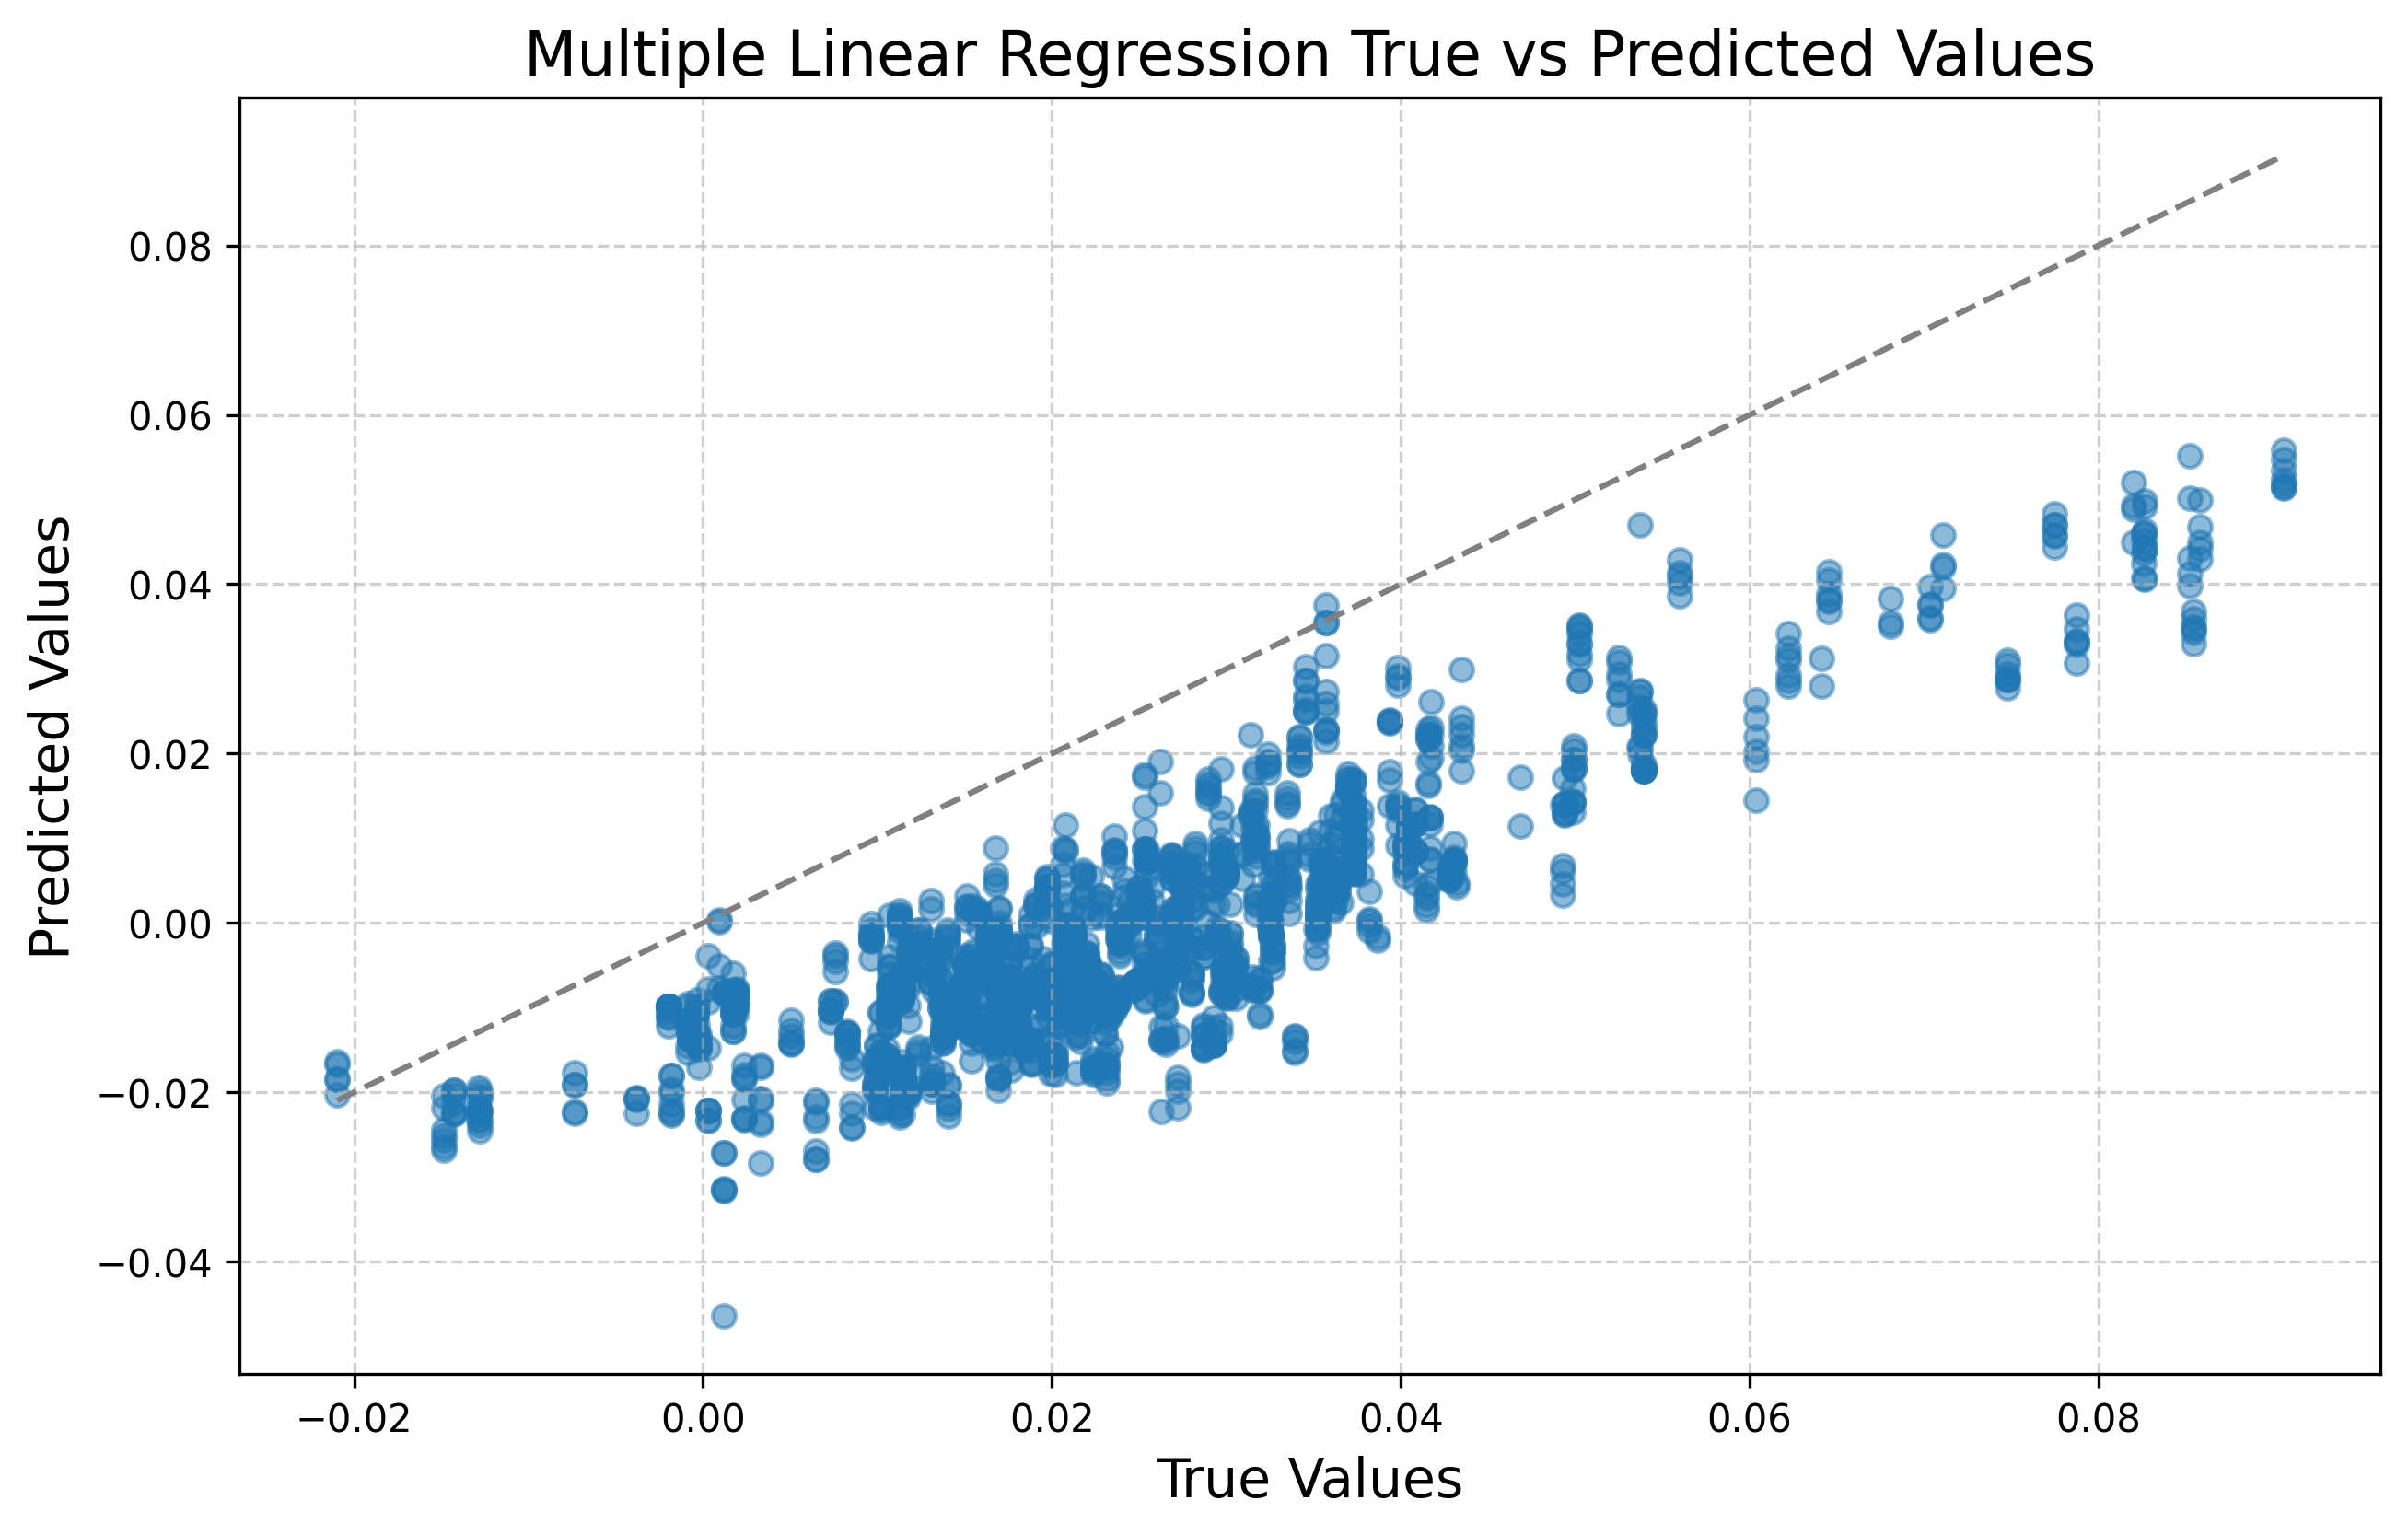 Multiple Linear Regression True vs Predicted Values
Predicted Values
0.08
0.06
0.04
0.02
0.00
−0.02
−0.04
−0.02 0.00 0.02 0.04 0.06 0.08
True Values